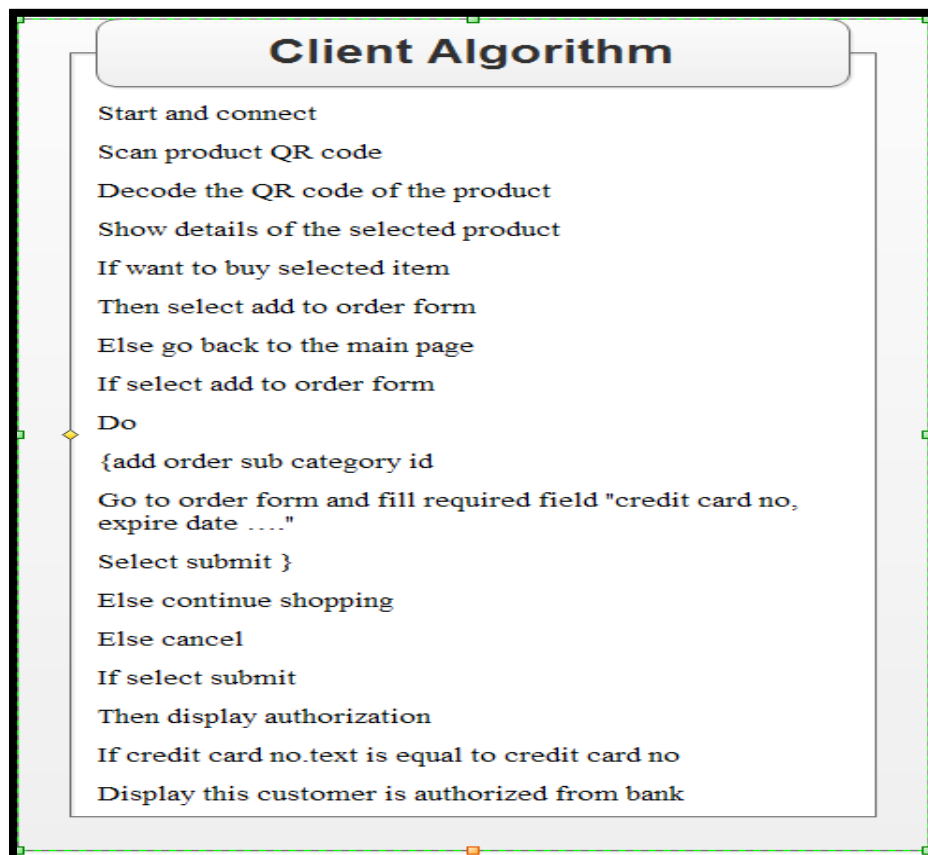 Client Algorithm
Start and connect
Scan product QR code
Decode the QR code of the product
Show details of the selected product
If want to buy selected item
Then select add to order form
Else go back to the main page
If select add to order form
Do
{add order sub category id
Go to order form and fill required field "credit card no,
expire date ...."
Select submit }
Else continue shopping
Else cancel
If select submit
Then display authorization
If credit card no.text is equal to credit card no
Display this customer is authorized from bank